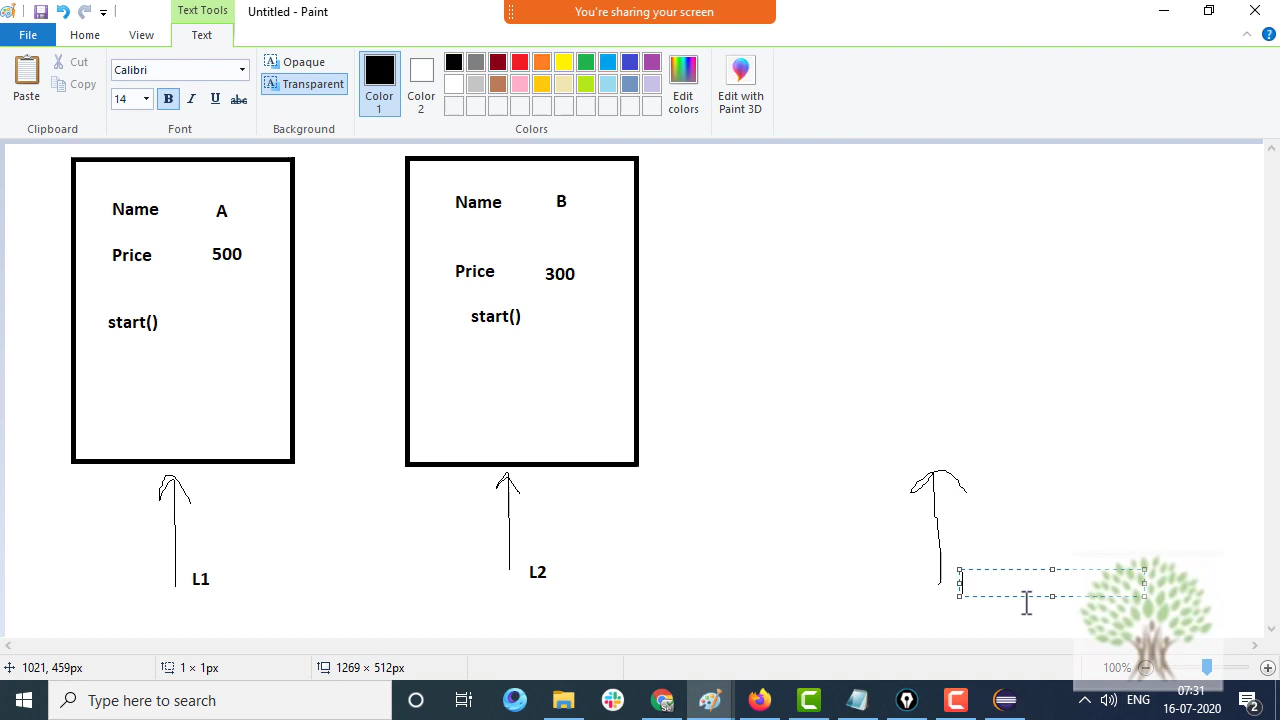 Text Tools
Untitled - Paint
You're sharing your screen
File
Home
View
Text
Paste
Cut
Copy
Clipboard
Calibri
14
B
I
U
abc
Font
Opaque
Transparent
Background
Color
1
Color
2
Edit
colors
Colors
Edit with
Paint 3D
Name A
Price 500
start()
Name B
Price 300
start()
L1
L2
1021, 459px
1 × 1px
1269 × 512px
100%
Type here to search
ENG
07:31
16-07-2020
2